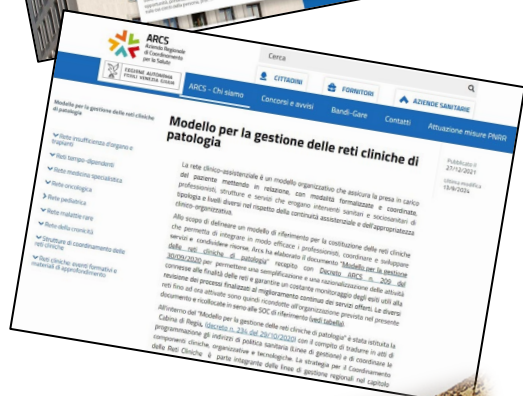 ARCS
Azienda Regionale
di Coordinamento
per la Salute
REGIONE AUTONOMA
FRIULI VENEZIA GIULIA
Cerca
CITTADINI
FORNITORI
AZIENDE SANITARIE
ARCS - Chi siamo
Concorsi e avvisi
Bandi-Gare
Contatti
Attuazione misure PNRR
Modello per la gestione delle reti cliniche
di patologia
Rete insufficienza d'organo e
trapianti
Reti tempo-dipendenti
Rete medicina specialistica
Rete oncologica
Rete pediatrica
Rete malattie rare
Rete della cronicità
Strutture di coordinamento delle
reti cliniche
Reti cliniche: eventi formativi e
materiali di approfondimento
Modello per la gestione delle reti cliniche di
patologia
Pubblicato il
27/12/2021
Ultima modifica
13/9/2024
La rete clinico-assistenziale è un modello organizzativo che assicura la presa in carico
del paziente mettendo in relazione, con modalità formalizzate e coordinate,
professionisti, strutture e servizi che erogano interventi sanitari e sociosanitari di
tipologia e livelli diversi nel rispetto della continuità assistenziale e dell'appropriatezza
clinico-organizzativa.
Allo scopo di delineare un modello di riferimento per la costituzione delle reti cliniche
che permetta di integrare in modo efficace i professionisti, coordinare e sviluppare
servizi e condividere risorse, Arcs ha elaborato il documento "Modello per la gestione
delle reti cliniche di patologia" recepito con Decreto ARCS n. 200 del
30/09/2020 per permettere una semplificazione e una razionalizzazione delle attività
connesse alle finalità delle reti e garantire un costante monitoraggio degli esiti utili alla
revisione dei processi finalizzati al miglioramento continuo dei servizi offerti. Le diverse
reti fino ad ora attivate sono quindi ricondotte all'organizzazione prevista nel presente
documento e ricollocate in serro alle SOC di riferimento (vedi tabella).
All'interno del "Modello per la gestione delle reti cliniche di patologia" è stata istituita la
Cabina di Regia, (decreto n. 234 del 29/10/2020) con il compito di tradurre in atti di
programmazione gli indirizzi di politica sanitaria (Linee di gestione) e di coordinare le
componenti cliniche, organizzative e tecnologiche. La strategia per il Coordinamento
delle Reti Cliniche è parte integrante delle linee di gestione regionali nel capitolo